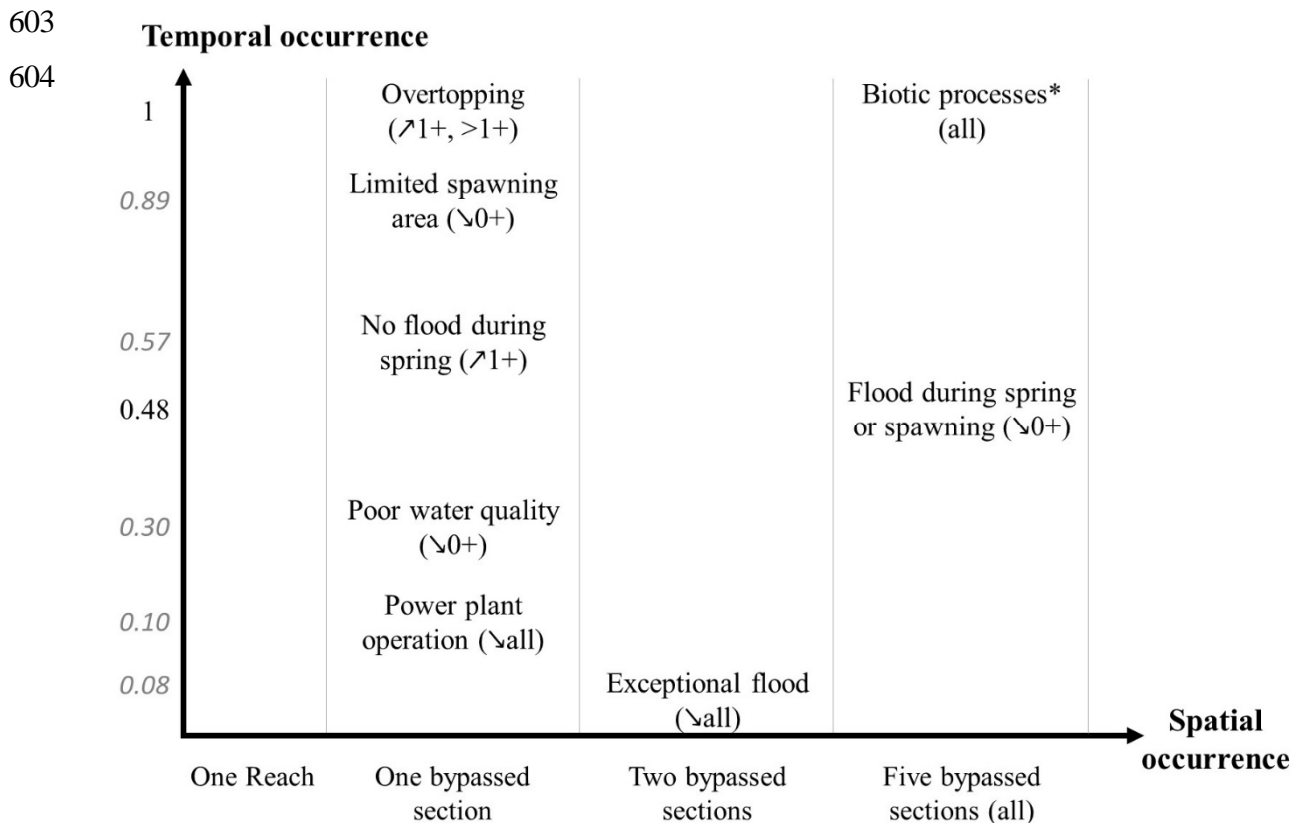 603
Temporal occurrence
604
1
Overtopping
(↗1+, >1+)
Biotic processes*
(all)
0.89
Limited spawning
area (↘0+)
0.57
No flood during
spring (↗1+)
0.48
Flood during spring
or spawning (↘0+)
0.30
Poor water quality
(↘0+)
0.10
Power plant
operation (↘all)
0.08
Exceptional flood
(↘all)
Spatial
occurrence
One Reach
One bypassed
section
Two bypassed
sections
Five bypassed
sections (all)